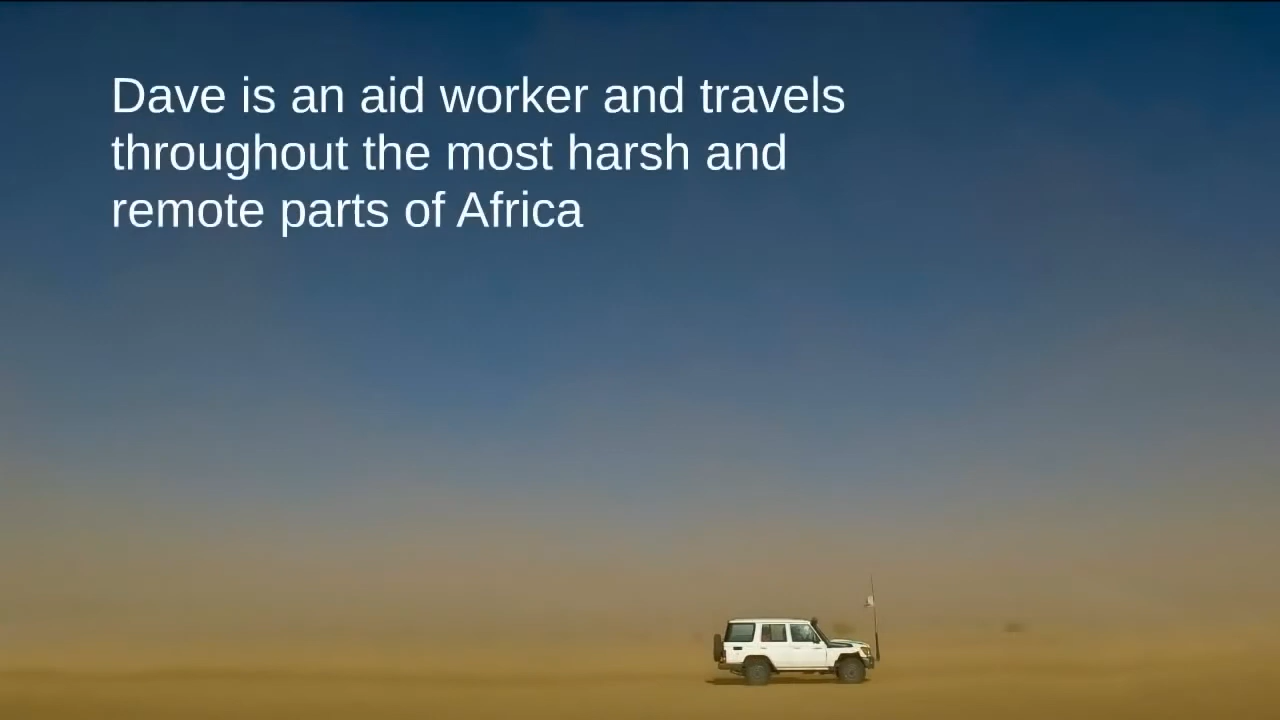 Dave is an aid worker and travels
throughout the most harsh and
remote parts of Africa